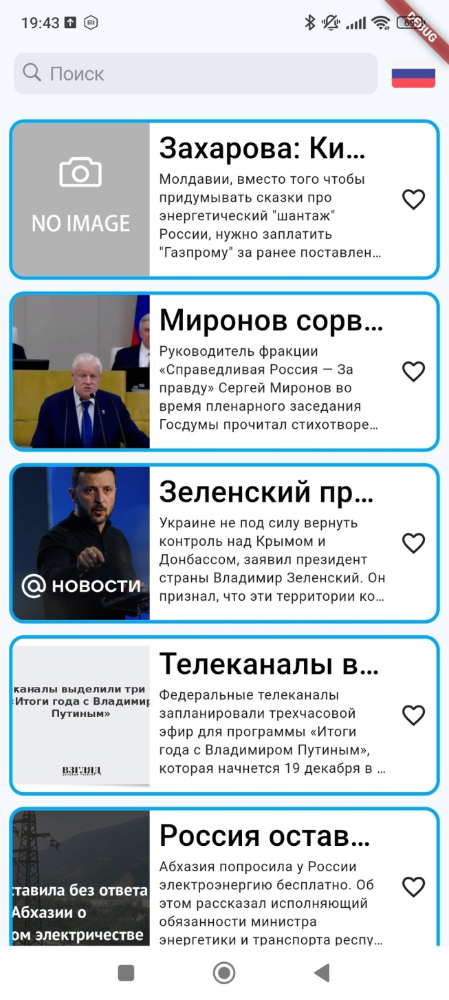 19:43
DEBUG
Поиск
NO IMAGE
Захарова: Ки...
Молдавии, вместо того чтобы
придумывать сказки про
энергетический "шантаж"
России, нужно заплатить
"Газпрому" за ранее поставлен...
Миронов сорв...
Руководитель фракции
«Справедливая Россия — За
правду» Сергей Миронов во
время пленарного заседания
Госдумы прочитал стихотворе...
@ НОВОСТИ
Зеленский пр...
Украине не под силу вернуть
контроль над Крымом и
Донбассом, заявил президент
страны Владимир Зеленский. Он
признал, что эти территории ко...
еканалы выделили три
«Итоги года с Владимир
Путиным»
ВЗГЛЯД
Телеканалы в...
Федеральные телеканалы
запланировали трехчасовой
эфир для программы «Итоги
года с Владимиром Путиным»,
которая начнется 19 декабря в ...
тавила без ответа
Абхазии о
ом электричестве
Россия остав...
Абхазия попросила у России
электроэнергию бесплатно. Об
этом рассказал исполняющий
обязанности министра
энергетики и транспорта респу...